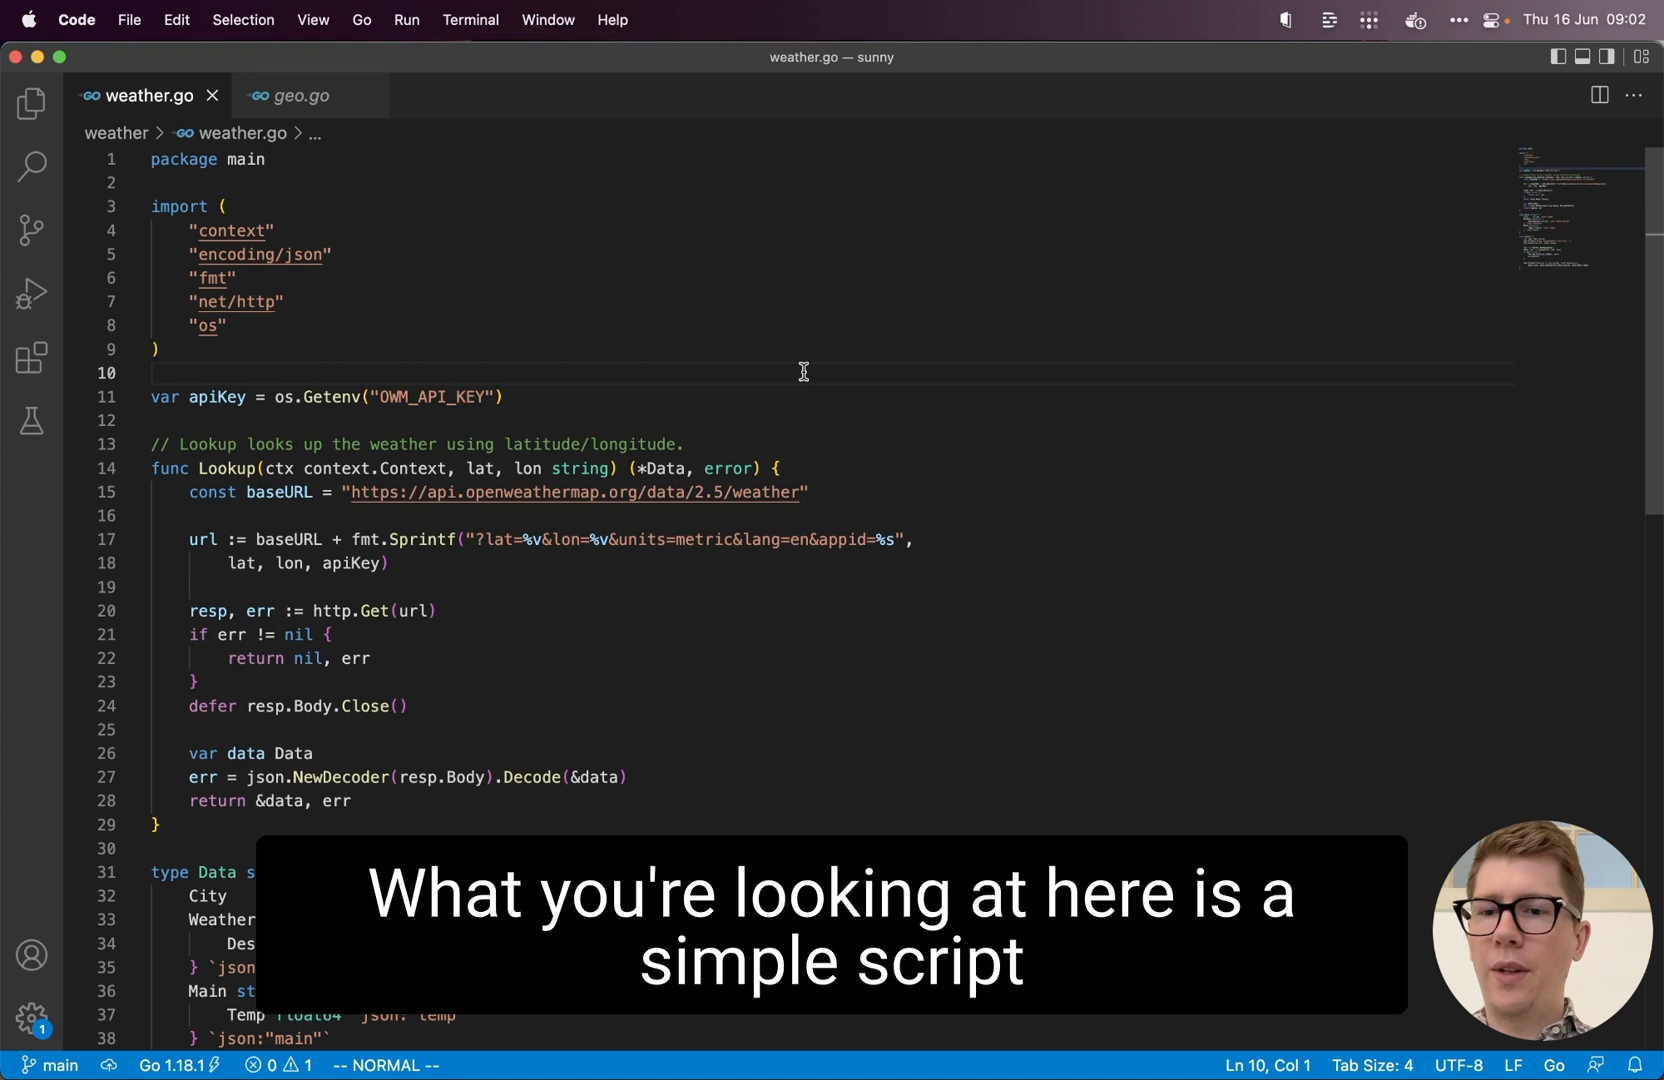 Code File Edit Selection View Go Run Terminal Window Help Thu 16 Jun 09:02
weather.go — sunny
weather.go geo.go
weather > weather.go > ...
1 package main
2
3 import (
4 "context"
5 "encoding/json"
6 "fmt"
7 "net/http"
8 "os"
9 )
10
11 var apiKey = os.Getenv("OWM_API_KEY")
12
13 // Lookup looks up the weather using latitude/longitude.
14 func Lookup(ctx context.Context, lat, lon string) (*Data, error) {
15 const baseURL = "https://api.openweathermap.org/data/2.5/weather"
16
17 url := baseURL + fmt.Sprintf("?lat=%v&lon=%v&units=metric&lang=en&appid=%s",
18 lat, lon, apiKey)
19
20 resp, err := http.Get(url)
21 if err != nil {
22 return nil, err
23 }
24 defer resp.Body.Close()
25
26 var data Data
27 err = json.NewDecoder(resp.Body).Decode(&data)
28 return &data, err
29 }
30
31 type Data s
32 City
33 Weather
34 Des
35 } `json
36 Main st
37 Temp float64 `json:"temp"`
38 } `json:"main"`
What you're looking at here is a
simple script
1
main Go 1.18.1 0 1 -- NORMAL -- Ln 10, Col 1 Tab Size: 4 UTF-8 LF Go